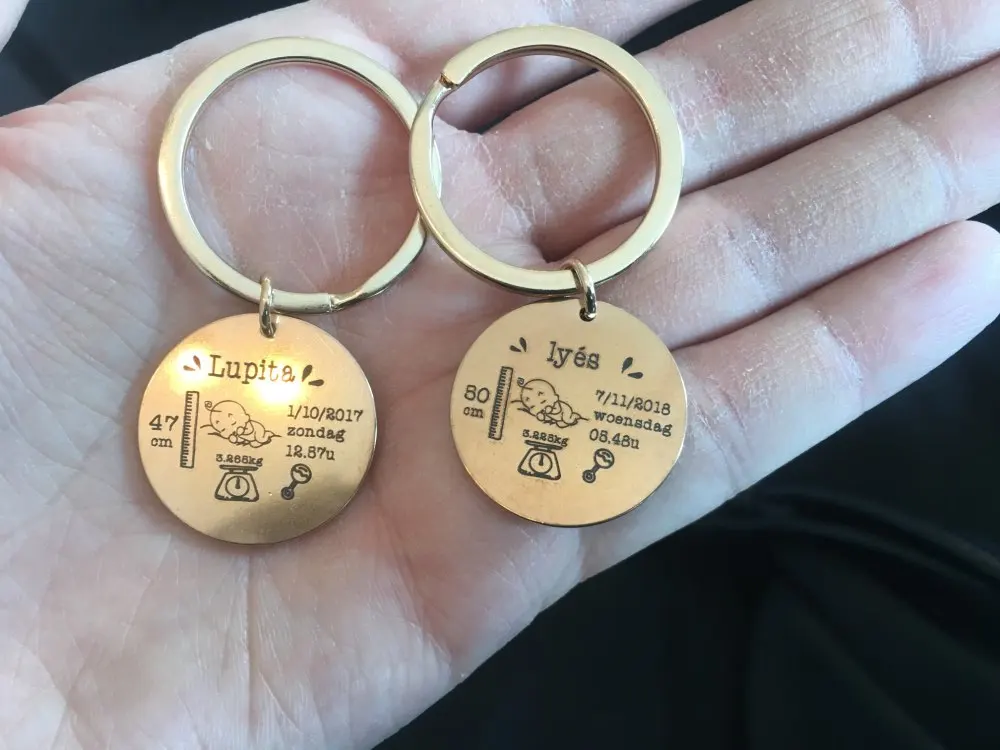 Lupita
47
cm
1/10/2017
zondag
12.57u
3.265kg
lyés
50
cm
7/11/2018
woensdag
05.48u
3.225kg